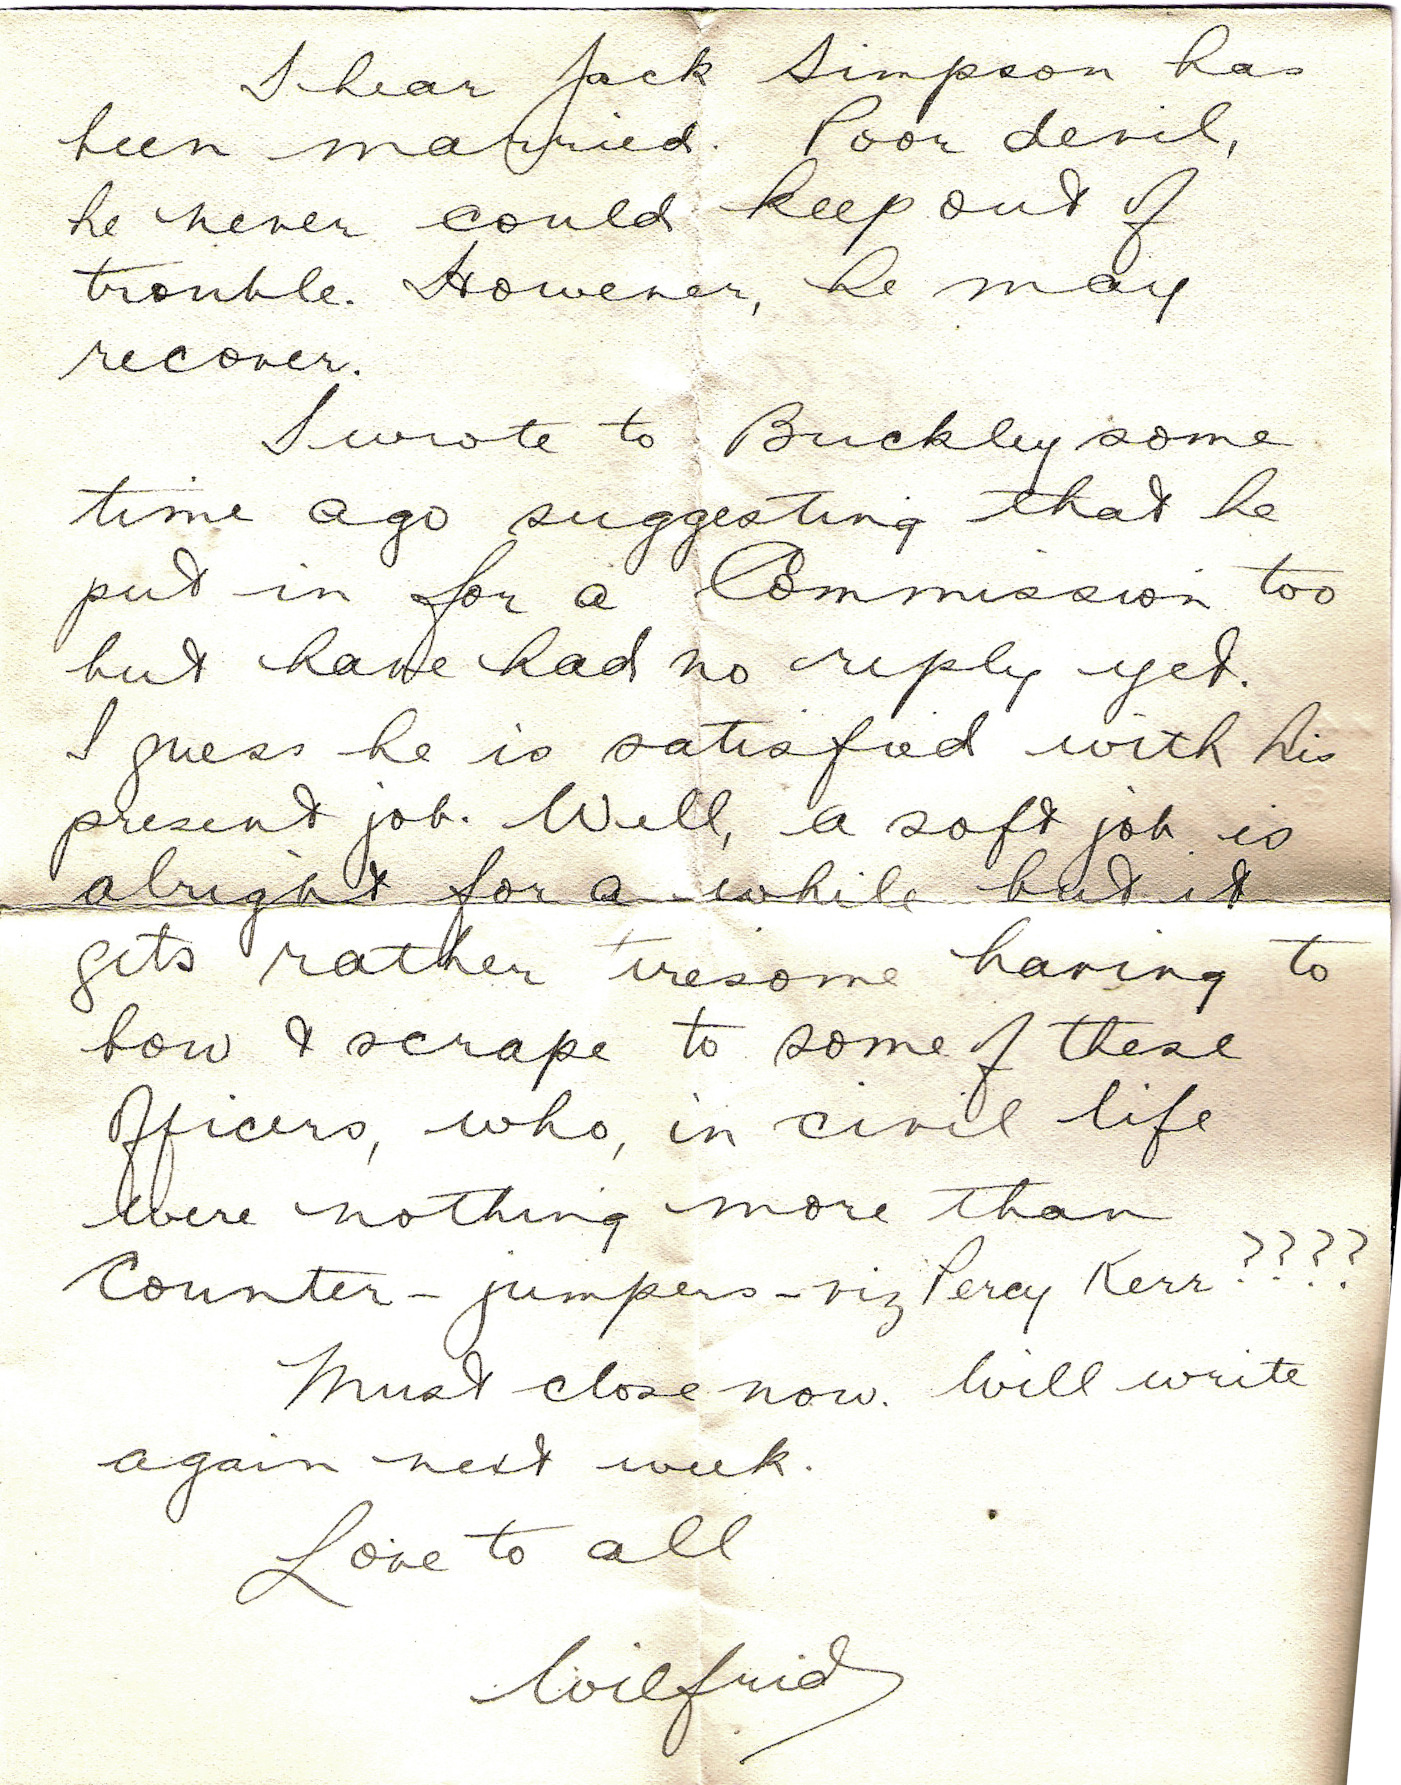 I hear Jack Simpson has
been married. Poor devil,
he never could keep out of
trouble. However, he may
recover.
I wrote to Buckley some
time ago suggesting that he
put in for a Commission too
but have had no reply yet.
I guess he is satisfied with his
present job. Well, a soft job is
alright for a while but it
gets rather tiresome having to
bow & scrape to some of these
Officers, who, in civil life
were nothing more than
Counter-jumpers - viz Percy Kerr ????
Must close now. Will write
again next week.
Love to all
Wilfrid